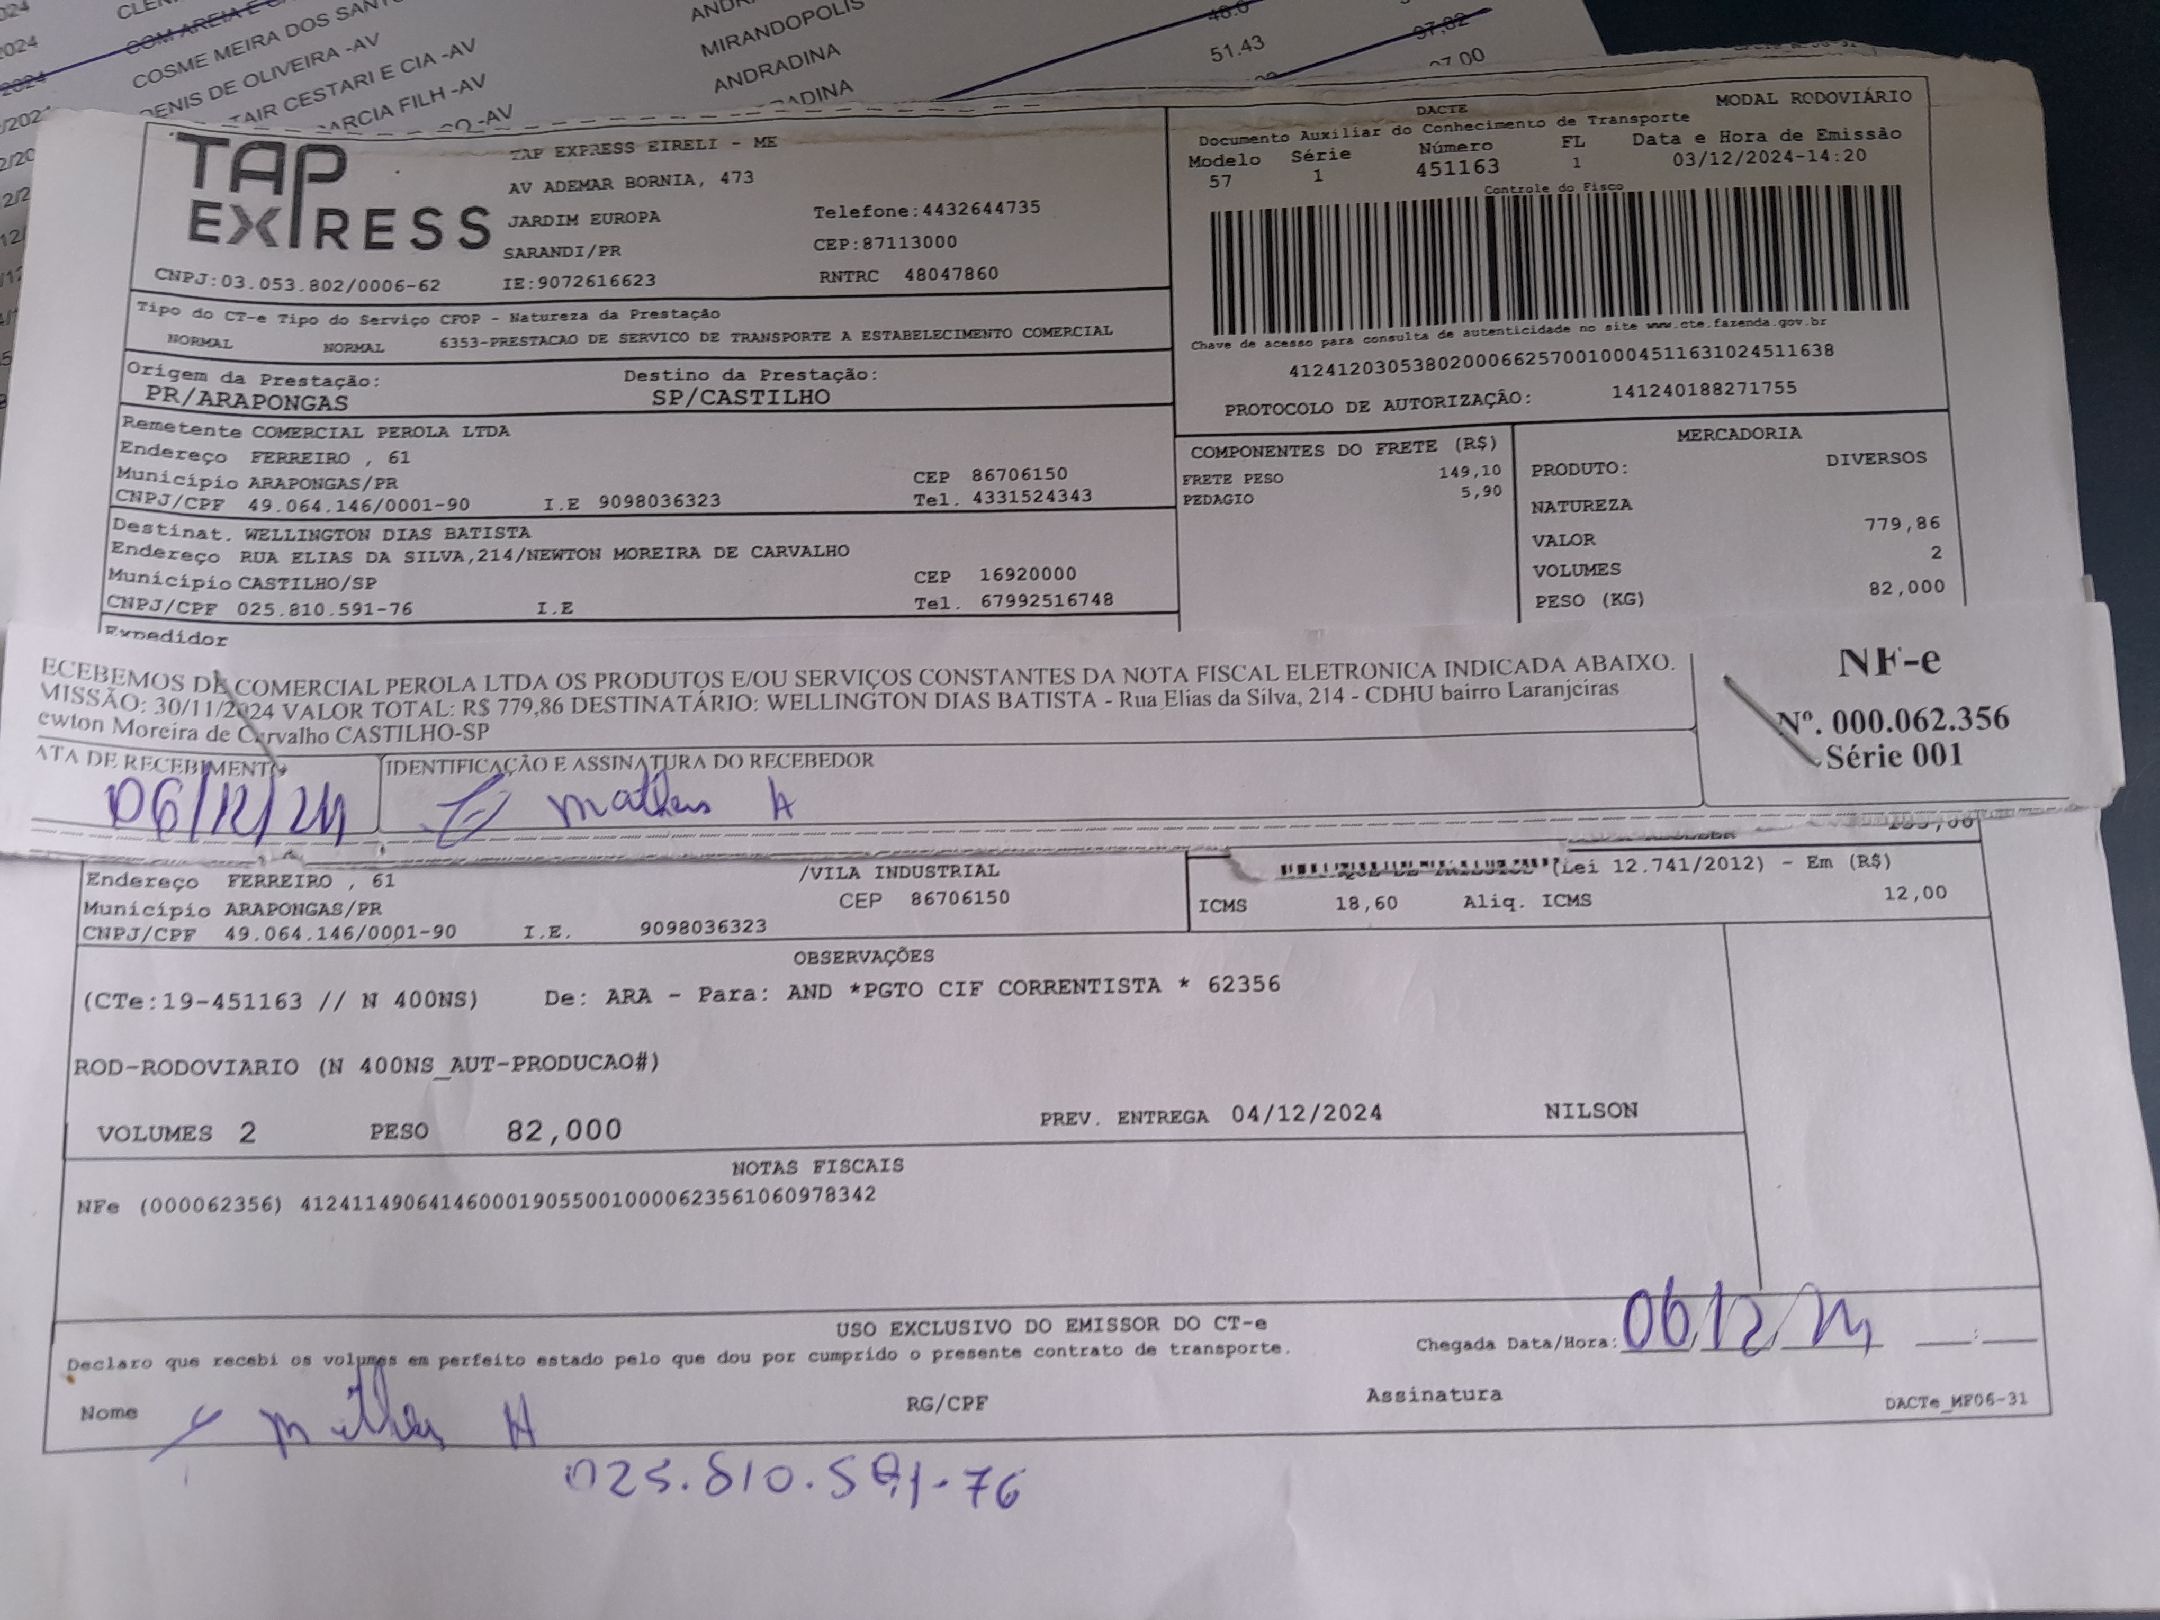 COSME MEIRA DOS SANT
DENIS DE OLIVEIRA -AV
TAIR CESTARI E CIA -AV
ARCIA FILH -AV
-AV
MIRANDOPOLIS
ANDRADINA
51.43
TAP
EXPRESS
TAP EXPRESS EIRELI - ME
AV ADEMAR BORNIA, 473
JARDIM EUROPA
Telefone:4432644735
SARANDI/PR
CEP:87113000
CNPJ:03.053.802/0006-62
IE:9072616623
RNTRC 48047860
DACTE
MODAL RODOVIÁRIO
Documento Auxiliar do Conhecimento de Transporte
Modelo Série Número FL Data e Hora de Emissão
57 1 451163 1 03/12/2024-14:20
Controle do Fisco
Chave de acesso para consulta de autenticidade no site www.cte.fazenda.gov.br
41241203053802000662570010004511631024511638
PROTOCOLO DE AUTORIZAÇÃO: 141240188271755
Tipo do CT-e Tipo do Serviço CFOP - Natureza da Prestação
NORMAL NORMAL 6353-PRESTACAO DE SERVICO DE TRANSPORTE A ESTABELECIMENTO COMERCIAL
Origem da Prestação: Destino da Prestação:
PR/ARAPONGAS SP/CASTILHO
Remetente COMERCIAL PEROLA LTDA
Endereço FERREIRO , 61
Município ARAPONGAS/PR CEP 86706150
CNPJ/CPF 49.064.146/0001-90 I.E 9098036323 Tel. 4331524343
Destinat. WELLINGTON DIAS BATISTA
Endereço RUA ELIAS DA SILVA,214/NEWTON MOREIRA DE CARVALHO
Município CASTILHO/SP CEP 16920000
CNPJ/CPF 025.810.591-76 I.E Tel. 67992516748
Expedidor
COMPONENTES DO FRETE (R$)
FRETE PESO 149,10
PEDAGIO 5,90
MERCADORIA
PRODUTO: DIVERSOS
NATUREZA
VALOR 779,86
VOLUMES 2
PESO (KG) 82,000
ECEBEMOS DE COMERCIAL PEROLA LTDA OS PRODUTOS E/OU SERVIÇOS CONSTANTES DA NOTA FISCAL ELETRONICA INDICADA ABAIXO.
MISSÃO: 30/11/2024 VALOR TOTAL: R$ 779,86 DESTINATÁRIO: WELLINGTON DIAS BATISTA - Rua Elias da Silva, 214 - CDHU bairro Laranjeiras
ewton Moreira de Carvalho CASTILHO-SP
NF-e
Nº. 000.062.356
Série 001
ATA DE RECEBIMENTO
IDENTIFICAÇÃO E ASSINATURA DO RECEBEDOR
06/12/24
Endereço FERREIRO , 61 /VILA INDUSTRIAL
Município ARAPONGAS/PR CEP 86706150
CNPJ/CPF 49.064.146/0001-90 I.E. 9098036323
(Lei 12.741/2012) - Em (R$)
ICMS 18,60 Aliq. ICMS 12,00
OBSERVAÇÕES
(CTe:19-451163 // N 400NS) De: ARA - Para: AND *PGTO CIF CORRENTISTA * 62356
ROD-RODOVIARIO (N 400NS_AUT-PRODUCAO#)
VOLUMES 2 PESO 82,000 PREV. ENTREGA 04/12/2024 NILSON
NOTAS FISCAIS
NFe (000062356) 41241149064146000190550010000623561060978342
USO EXCLUSIVO DO EMISSOR DO CT-e
Declaro que recebi os volumes em perfeito estado pelo que dou por cumprido o presente contrato de transporte.
Chegada Data/Hora: 06/12/24 __:__
Nome
RG/CPF
Assinatura
DACTe_MF06-31
025.810.591-76